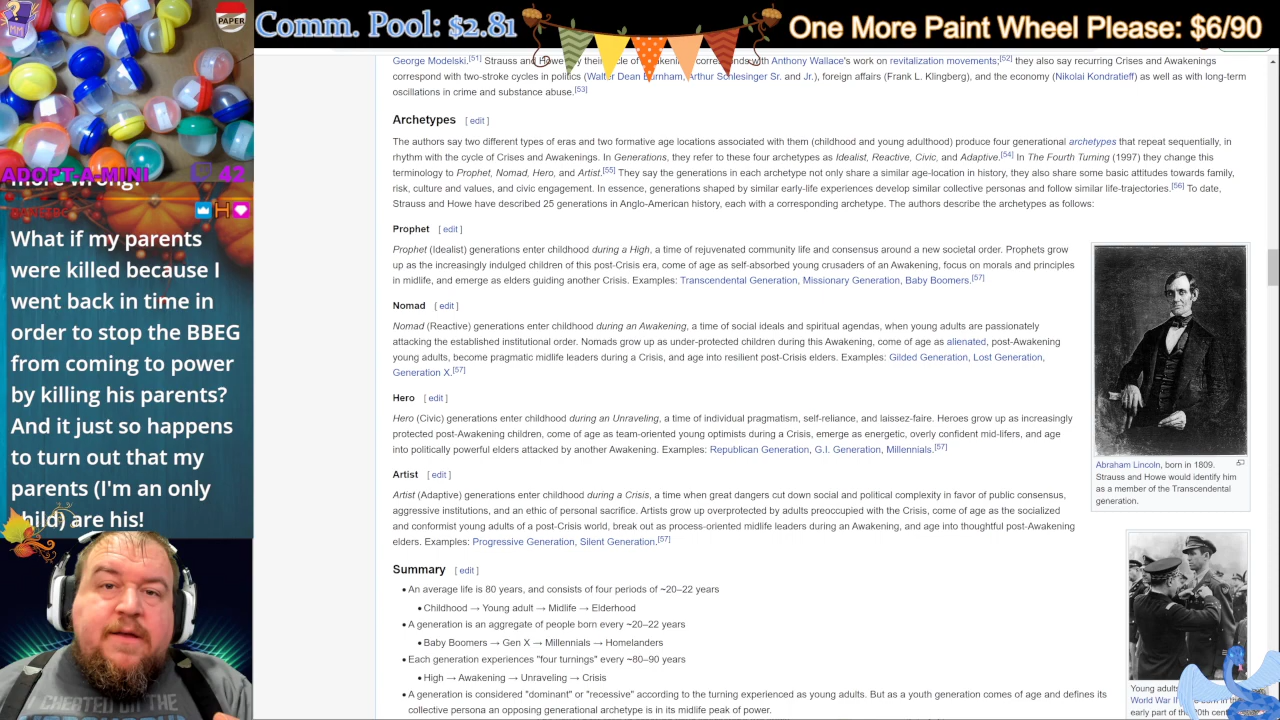 PAPER
MM
Comm. Pool: $2.81
One More Paint Wheel Please: $6/90
ADOPT-A-MINI 42
more wrong?
What if my parents
were killed because I
went back in time in
order to stop the BBEG
from coming to power
by killing his parents?
And it just so happens
to turn out that my
parents (I'm an only
child) are his!
George Modelski.[51] Strauss and Howe say their cycle of awakenings corresponds with Anthony Wallace's work on revitalization movements;[52] they also say recurring Crises and Awakenings
correspond with two-stroke cycles in politics (Walter Dean Burnham, Arthur Schlesinger Sr. and Jr.), foreign affairs (Frank L. Klingberg), and the economy (Nikolai Kondratieff) as well as with long-term
oscillations in crime and substance abuse.[53]
Archetypes [ edit ]
The authors say two different types of eras and two formative age locations associated with them (childhood and young adulthood) produce four generational archetypes that repeat sequentially, in
rhythm with the cycle of Crises and Awakenings. In Generations, they refer to these four archetypes as Idealist, Reactive, Civic, and Adaptive.[54] In The Fourth Turning (1997) they change this
terminology to Prophet, Nomad, Hero, and Artist.[55] They say the generations in each archetype not only share a similar age-location in history, they also share some basic attitudes towards family,
risk, culture and values, and civic engagement. In essence, generations shaped by similar early-life experiences develop similar collective personas and follow similar life-trajectories.[56] To date,
Strauss and Howe have described 25 generations in Anglo-American history, each with a corresponding archetype. The authors describe the archetypes as follows:
Prophet [ edit ]
Prophet (Idealist) generations enter childhood during a High, a time of rejuvenated community life and consensus around a new societal order. Prophets grow
up as the increasingly indulged children of this post-Crisis era, come of age as self-absorbed young crusaders of an Awakening, focus on morals and principles
in midlife, and emerge as elders guiding another Crisis. Examples: Transcendental Generation, Missionary Generation, Baby Boomers.[57]
Nomad [ edit ]
Nomad (Reactive) generations enter childhood during an Awakening, a time of social ideals and spiritual agendas, when young adults are passionately
attacking the established institutional order. Nomads grow up as under-protected children during this Awakening, come of age as alienated, post-Awakening
young adults, become pragmatic midlife leaders during a Crisis, and age into resilient post-Crisis elders. Examples: Gilded Generation, Lost Generation,
Generation X.[57]
Hero [ edit ]
Hero (Civic) generations enter childhood during an Unraveling, a time of individual pragmatism, self-reliance, and laissez-faire. Heroes grow up as increasingly
protected post-Awakening children, come of age as team-oriented young optimists during a Crisis, emerge as energetic, overly confident mid-lifers, and age
into politically powerful elders attacked by another Awakening. Examples: Republican Generation, G.I. Generation, Millennials.[57]
Artist [ edit ]
Artist (Adaptive) generations enter childhood during a Crisis, a time when great dangers cut down social and political complexity in favor of public consensus,
aggressive institutions, and an ethic of personal sacrifice. Artists grow up overprotected by adults preoccupied with the Crisis, come of age as the socialized
and conformist young adults of a post-Crisis world, break out as process-oriented midlife leaders during an Awakening, and age into thoughtful post-Awakening
elders. Examples: Progressive Generation, Silent Generation.[57]
Summary [ edit ]
• An average life is 80 years, and consists of four periods of ~20–22 years
• Childhood → Young adult → Midlife → Elderhood
• A generation is an aggregate of people born every ~20–22 years
• Baby Boomers → Gen X → Millennials → Homelanders
• Each generation experiences "four turnings" every ~80–90 years
• High → Awakening → Unraveling → Crisis
• A generation is considered "dominant" or "recessive" according to the turning experienced as young adults. But as a youth generation comes of age and defines its
collective persona an opposing generational archetype is in its midlife peak of power.
Abraham Lincoln, born in 1809.
Strauss and Howe would identify him
as a member of the Transcendental
generation.
Young adults
World War II
early part of the 20th